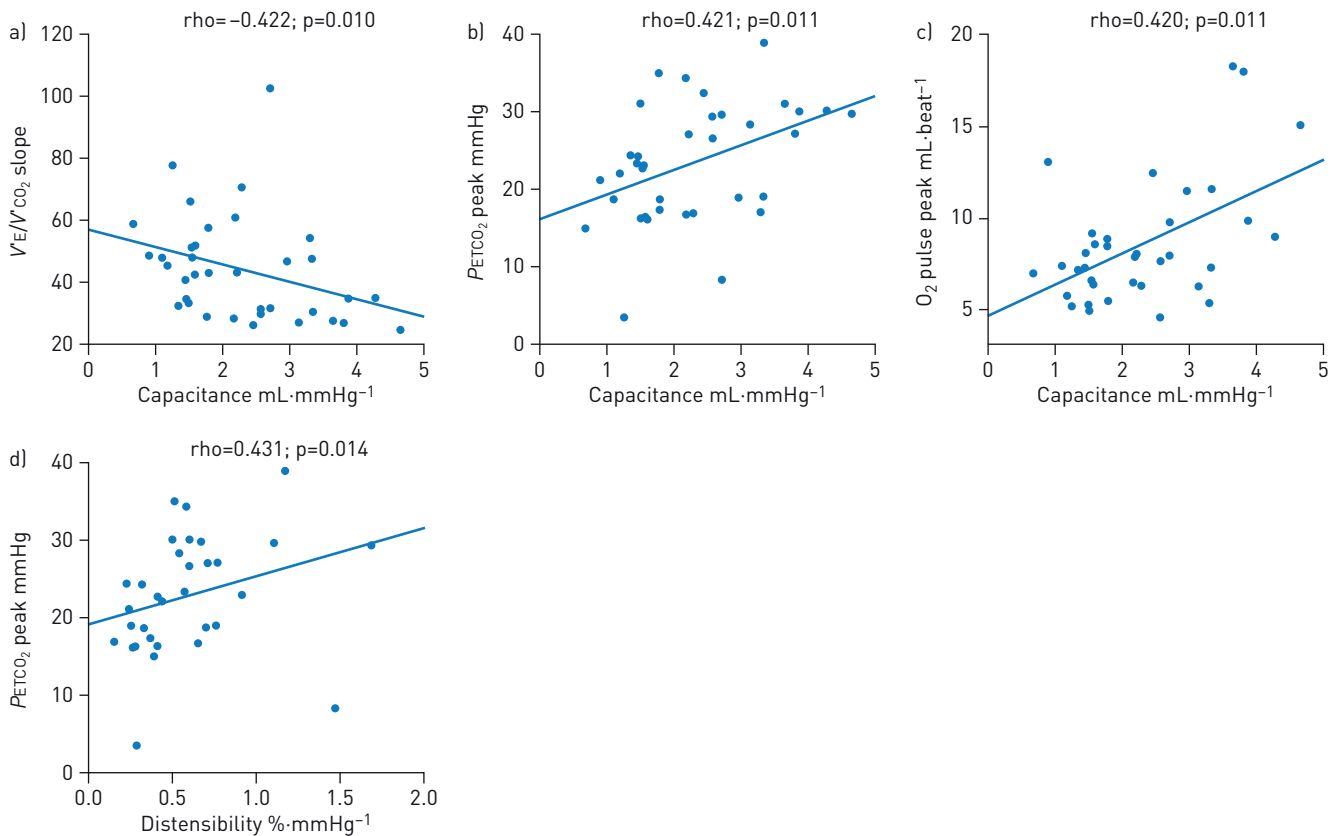 a)
rho=−0.422; p=0.010
V'E/V'CO2 slope
120
100
80
60
40
20
0 1 2 3 4 5
Capacitance mL·mmHg−1
b)
rho=0.421; p=0.011
PETCO2 peak mmHg
40
30
20
10
0
0 1 2 3 4 5
Capacitance mL·mmHg−1
c)
rho=0.420; p=0.011
O2 pulse peak mL·beat−1
20
15
10
5
0 1 2 3 4 5
Capacitance mL·mmHg−1
d)
rho=0.431; p=0.014
PETCO2 peak mmHg
40
30
20
10
0
0.0 0.5 1.0 1.5 2.0
Distensibility %·mmHg−1